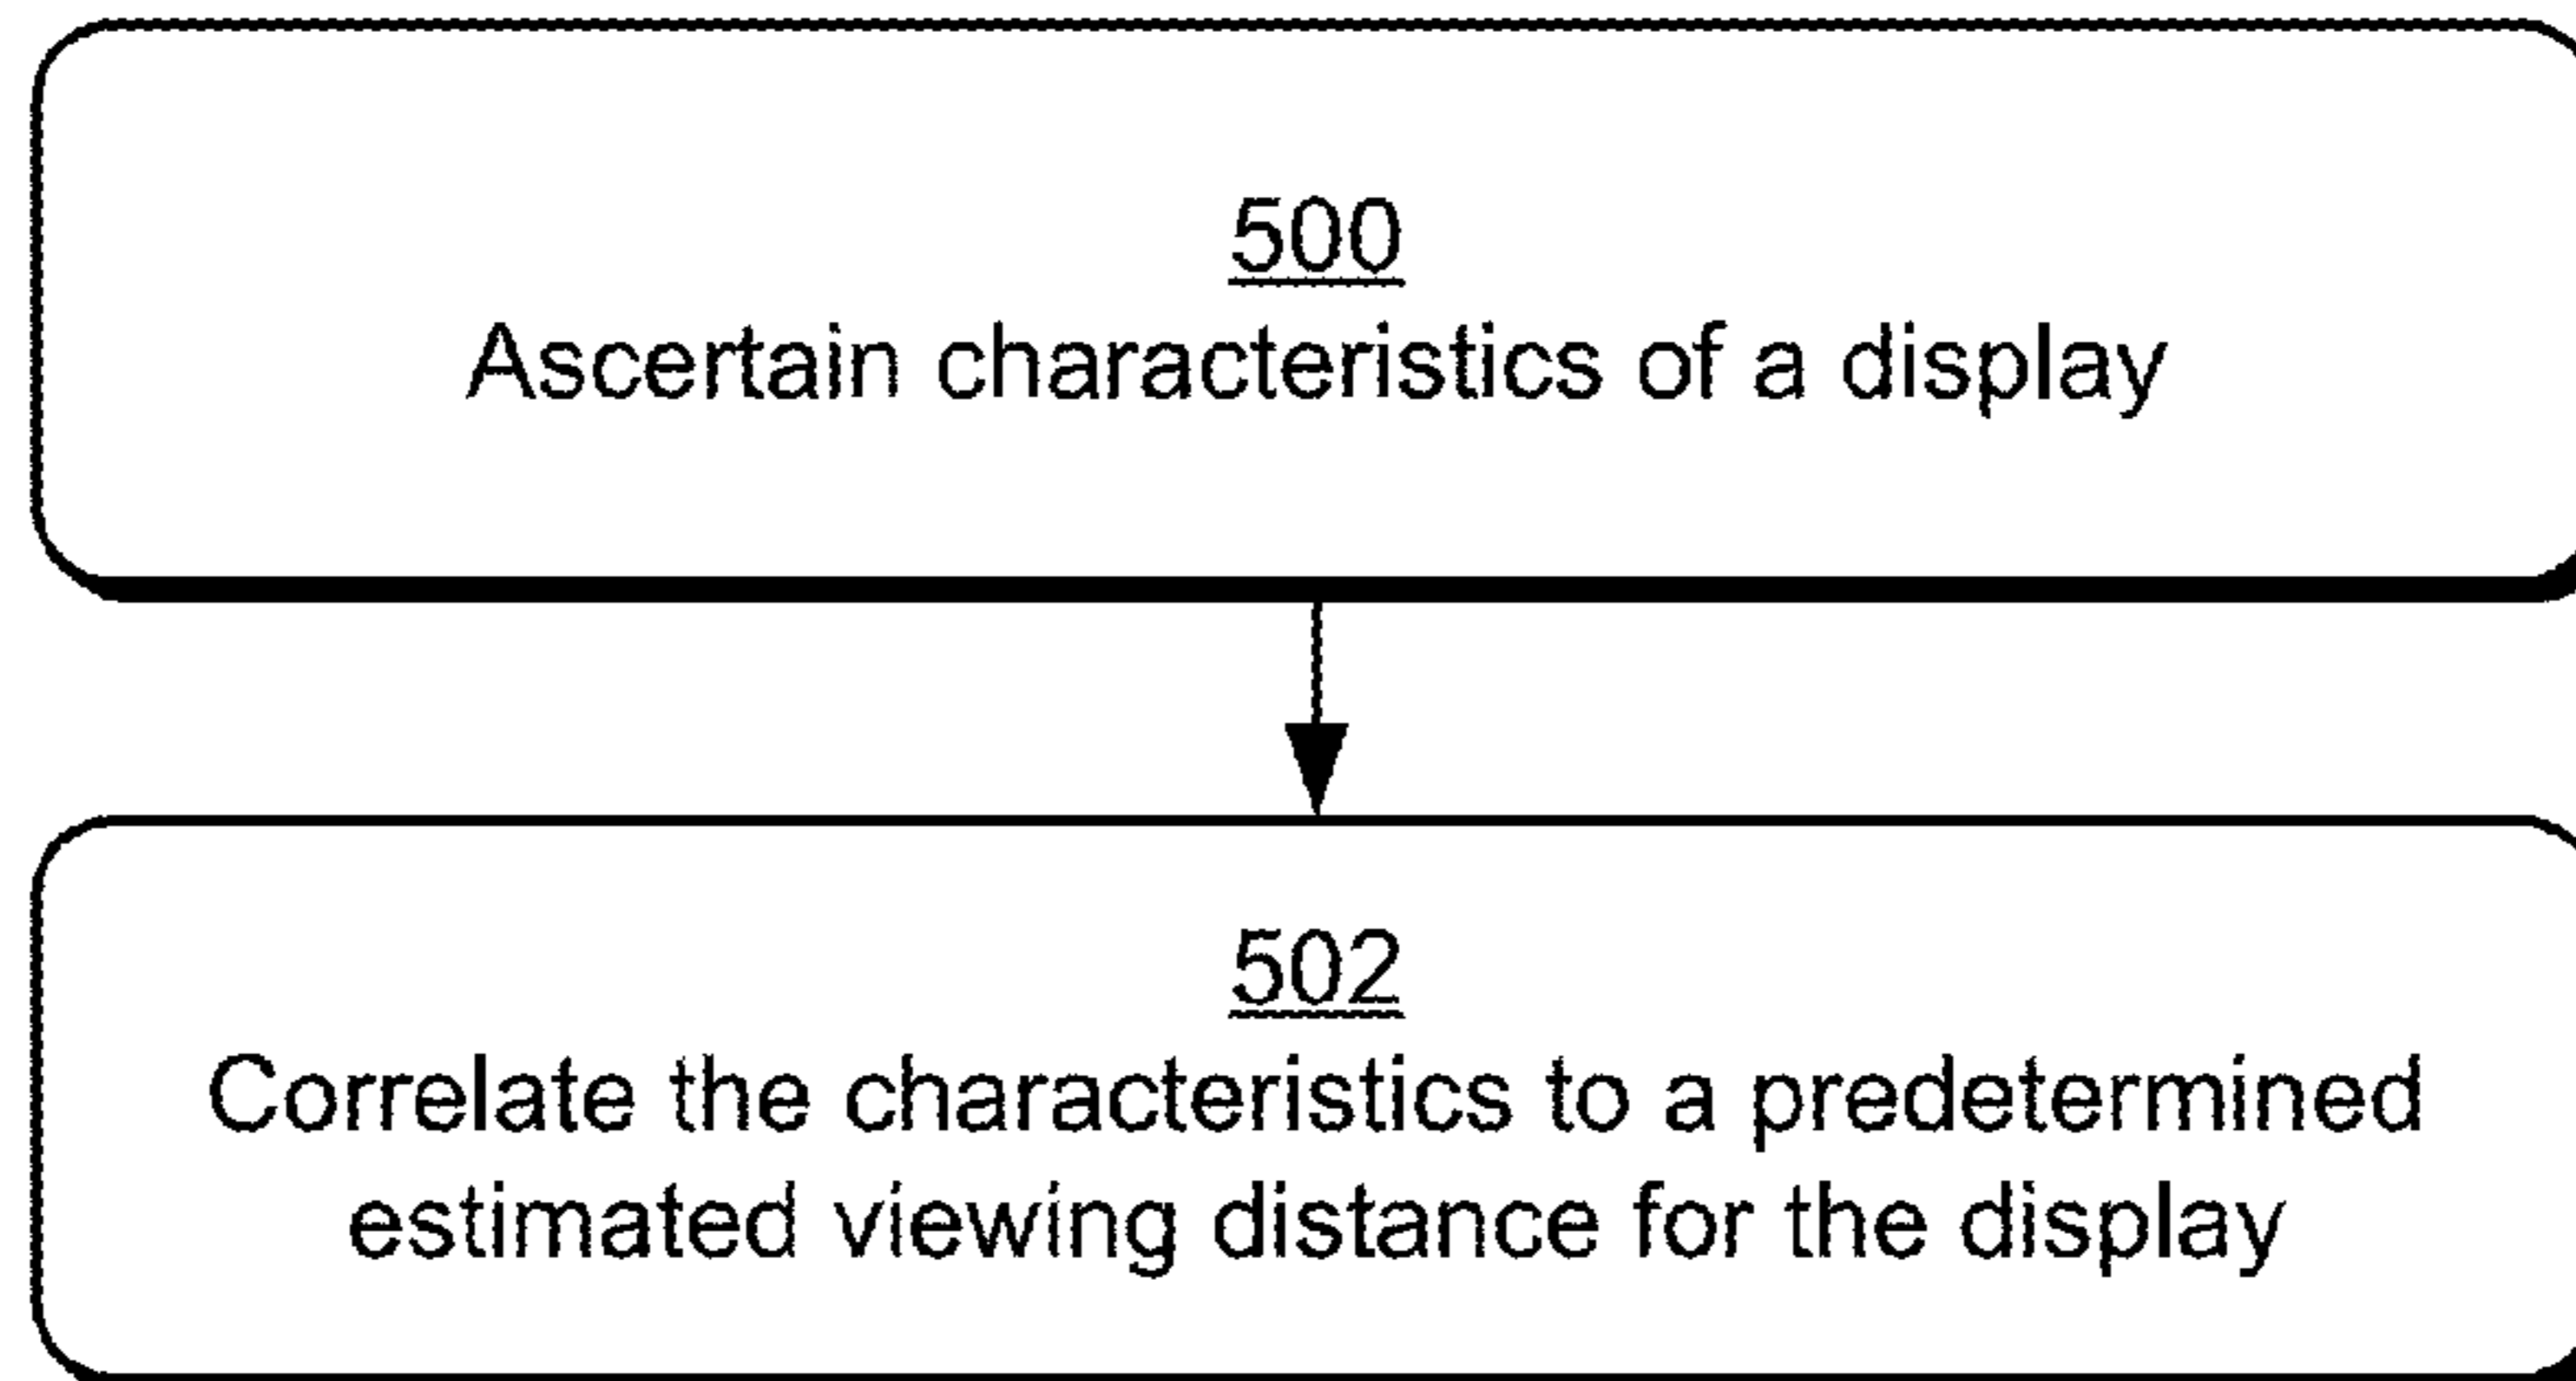 500
Ascertain characteristics of a display
502
Correlate the characteristics to a predetermined
estimated viewing distance for the display